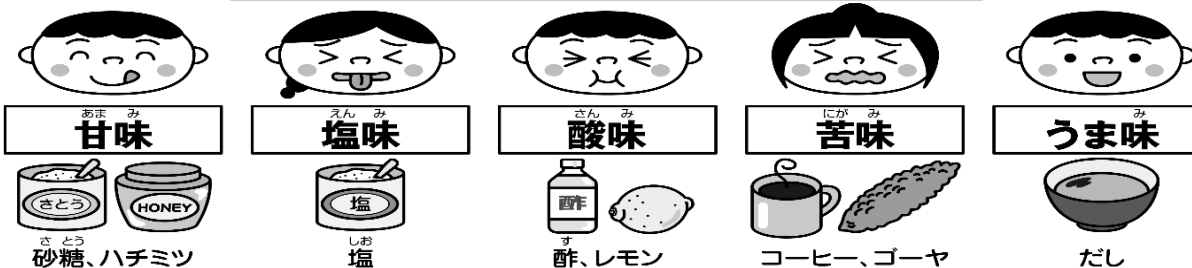 あま み
甘味
さとう
HONEY
さ とう
砂糖、ハチミツ
えん み
塩味
塩
しお
塩
さん み
酸味
酢
す
酢、レモン
にが み
苦味
コーヒー、ゴーヤ
み
うま味
だし